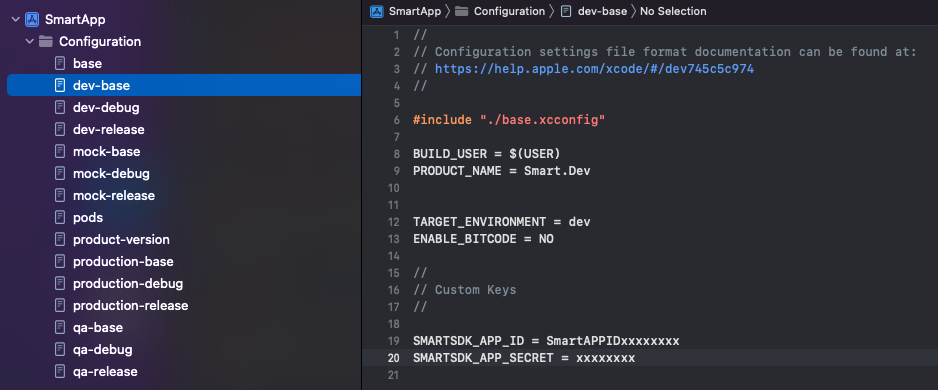 SmartApp
Configuration
base
dev-base
dev-debug
dev-release
mock-base
mock-debug
mock-release
pods
product-version
production-base
production-debug
production-release
qa-base
qa-debug
qa-release
SmartApp 〉 Configuration 〉 dev-base 〉 No Selection
1 //
2 // Configuration settings file format documentation can be found at:
3 // https://help.apple.com/xcode/#/dev745c5c974
4 //
5
6 #include "./base.xcconfig"
7
8 BUILD_USER = $(USER)
9 PRODUCT_NAME = Smart.Dev
10
11
12 TARGET_ENVIRONMENT = dev
13 ENABLE_BITCODE = NO
14
15 //
16 // Custom Keys
17 //
18
19 SMARTSDK_APP_ID = SmartAPPIDxxxxxxxx
20 SMARTSDK_APP_SECRET = xxxxxxxx
21